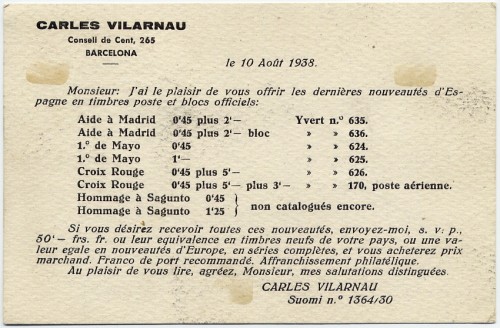 CARLES VILARNAU
Consell de Cent, 265
BARCELONA
le 10 Août 1938.
Monsieur: J'ai le plaisir de vous offrir les dernières nouveautés d'Es-
pagne en timbres poste et blocs officiels:
Aide à Madrid 0'45 plus 2'— Yvert n.º 635.
Aide à Madrid 0'45 plus 2'— bloc » » 636.
1.º de Mayo 0'45 » » 624.
1.º de Mayo 1'— » » 625.
Croix Rouge 0'45 plus 5'— » » 626.
Croix Rouge 0'45 plus 5'— plus 3'— » » 170, poste aérienne.
Hommage à Sagunto 0'45 } non catalogués encore.
Hommage à Sagunto 1'25
Si vous désirez recevoir toutes ces nouveautés, envoyez-moi, s. v. p.,
50'— frs. fr. ou leur equivalence en timbres neufs de votre pays, ou une va-
leur egale en nouveautés d'Europe, en séries complètes, et vous acheterez prix
marchand. Franco de port recommandé. Affranchissement philatélique.
Au plaisir de vous lire, agréez, Monsieur, mes salutations distinguées.
CARLES VILARNAU
Suomi n.º 1364/30